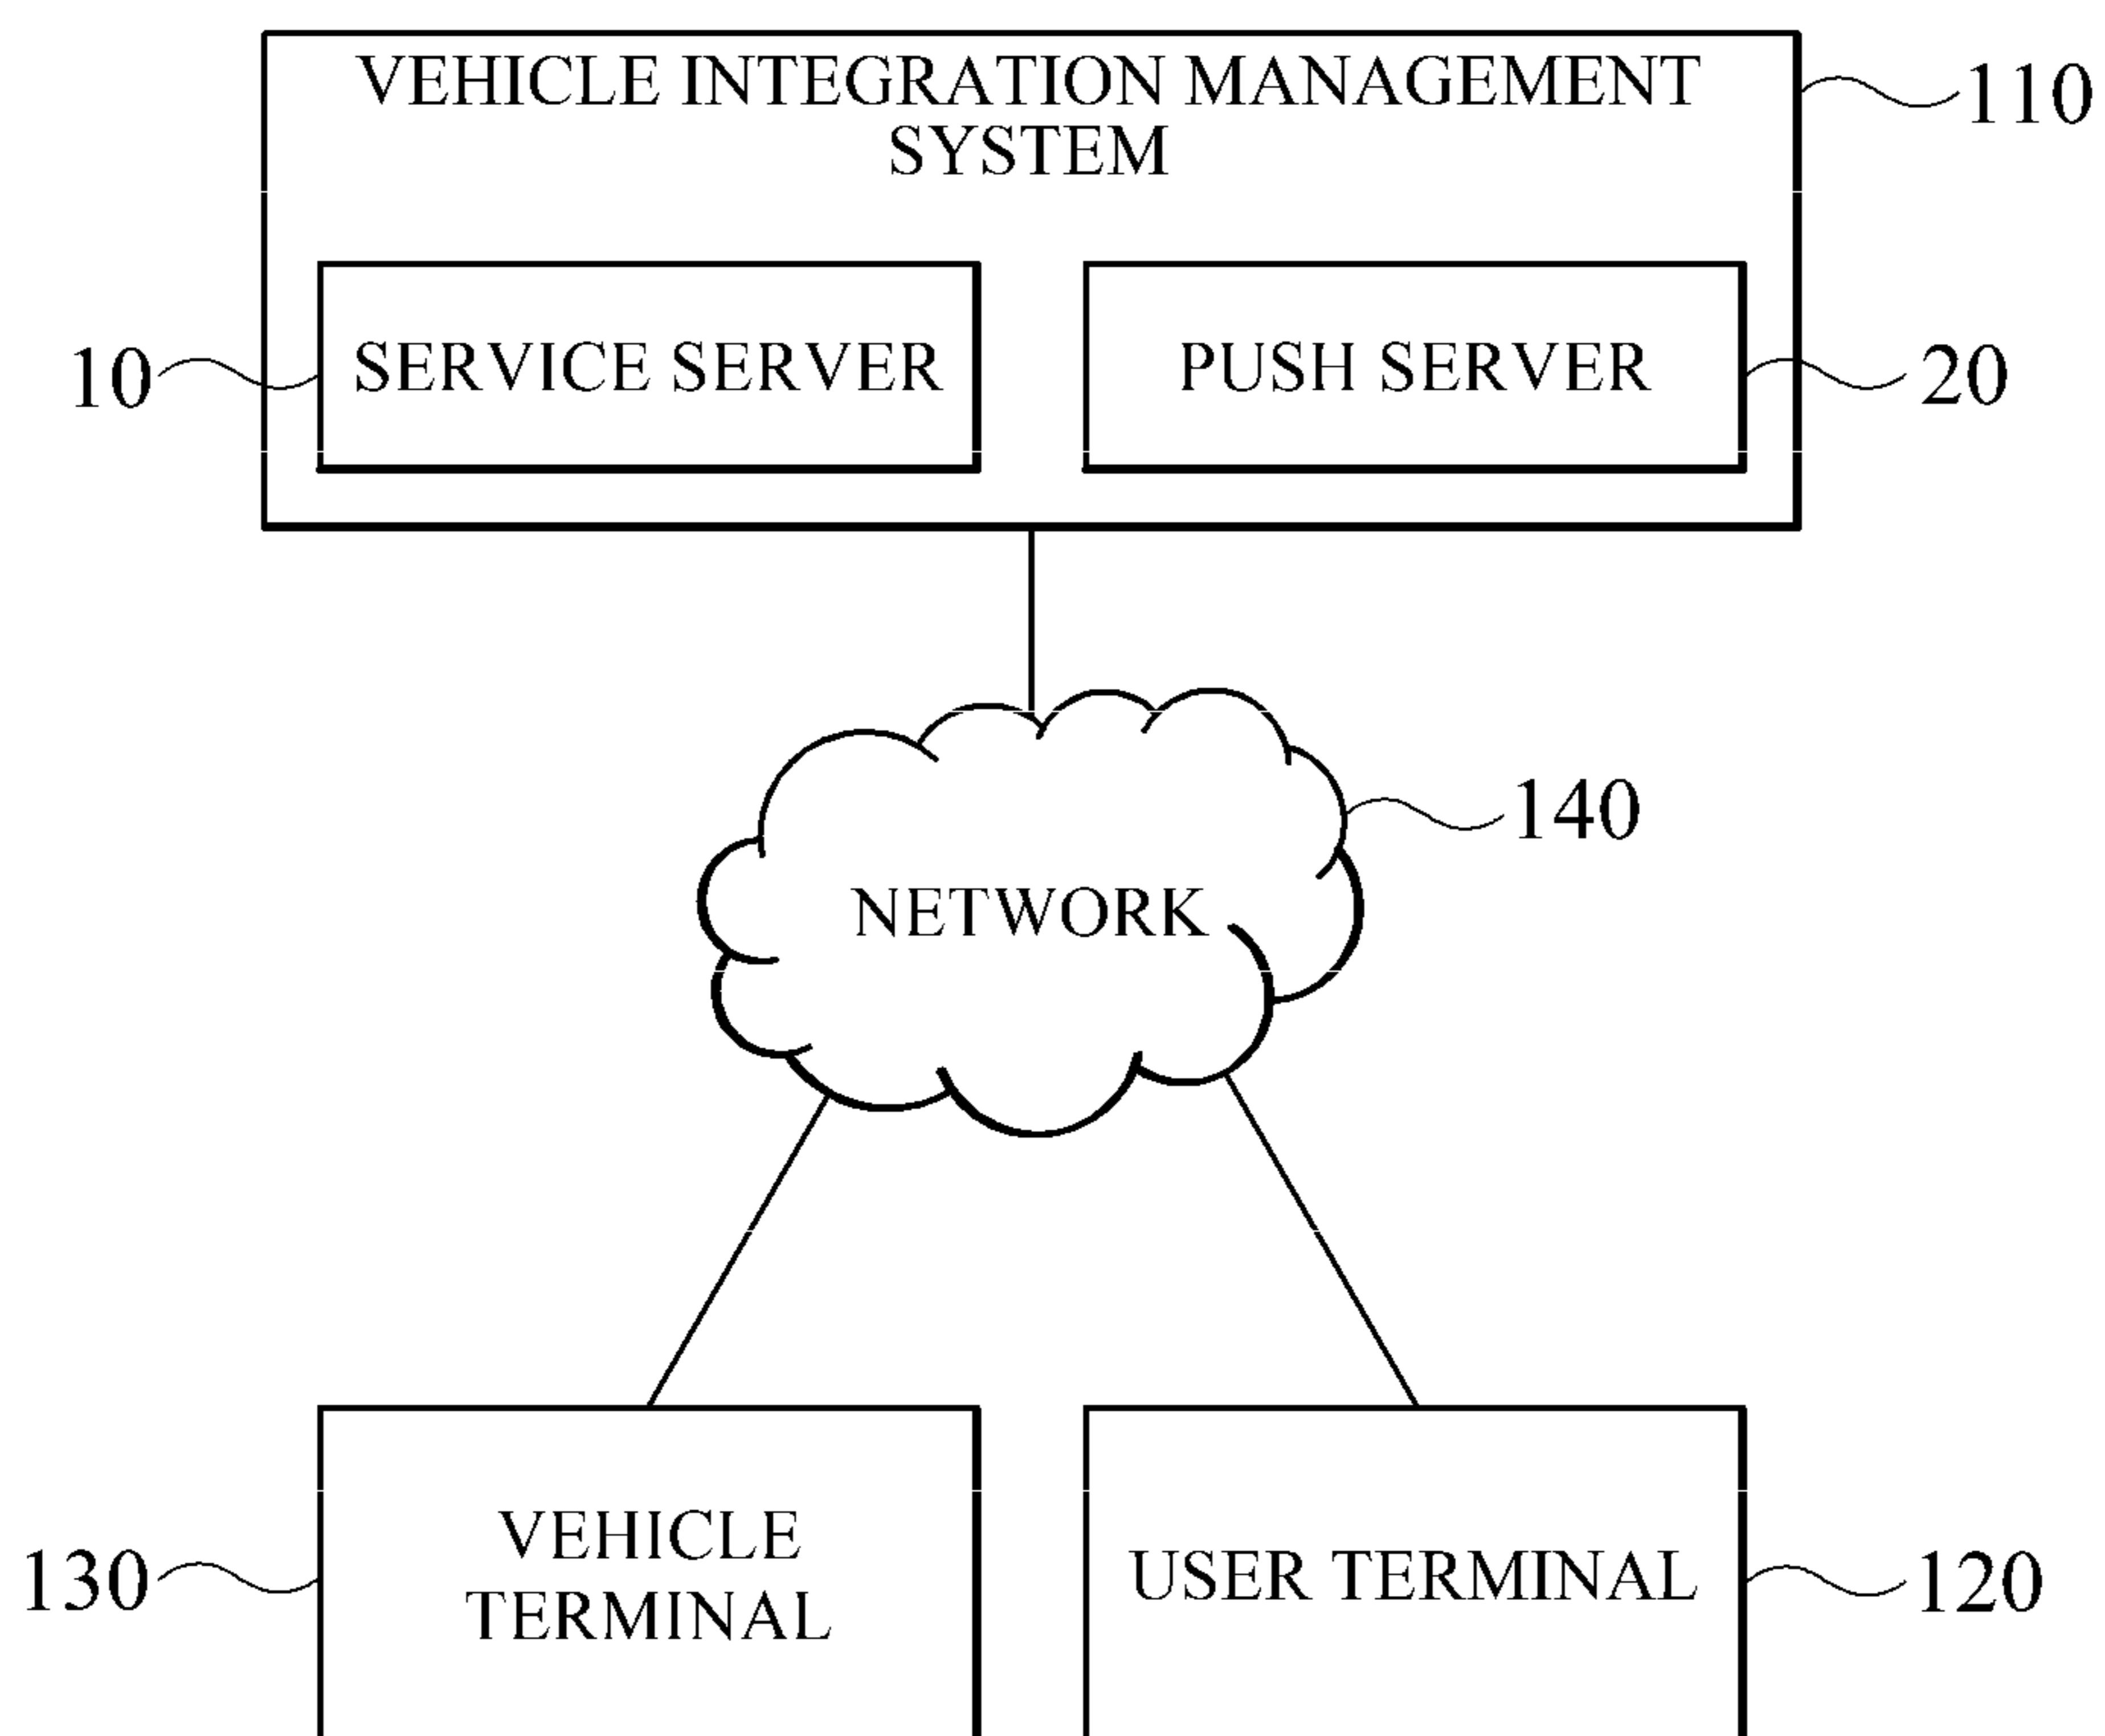 VEHICLE INTEGRATION MANAGEMENT
SYSTEM
110
10
SERVICE SERVER
PUSH SERVER
20
140
NETWORK
130
VEHICLE
TERMINAL
USER TERMINAL
120